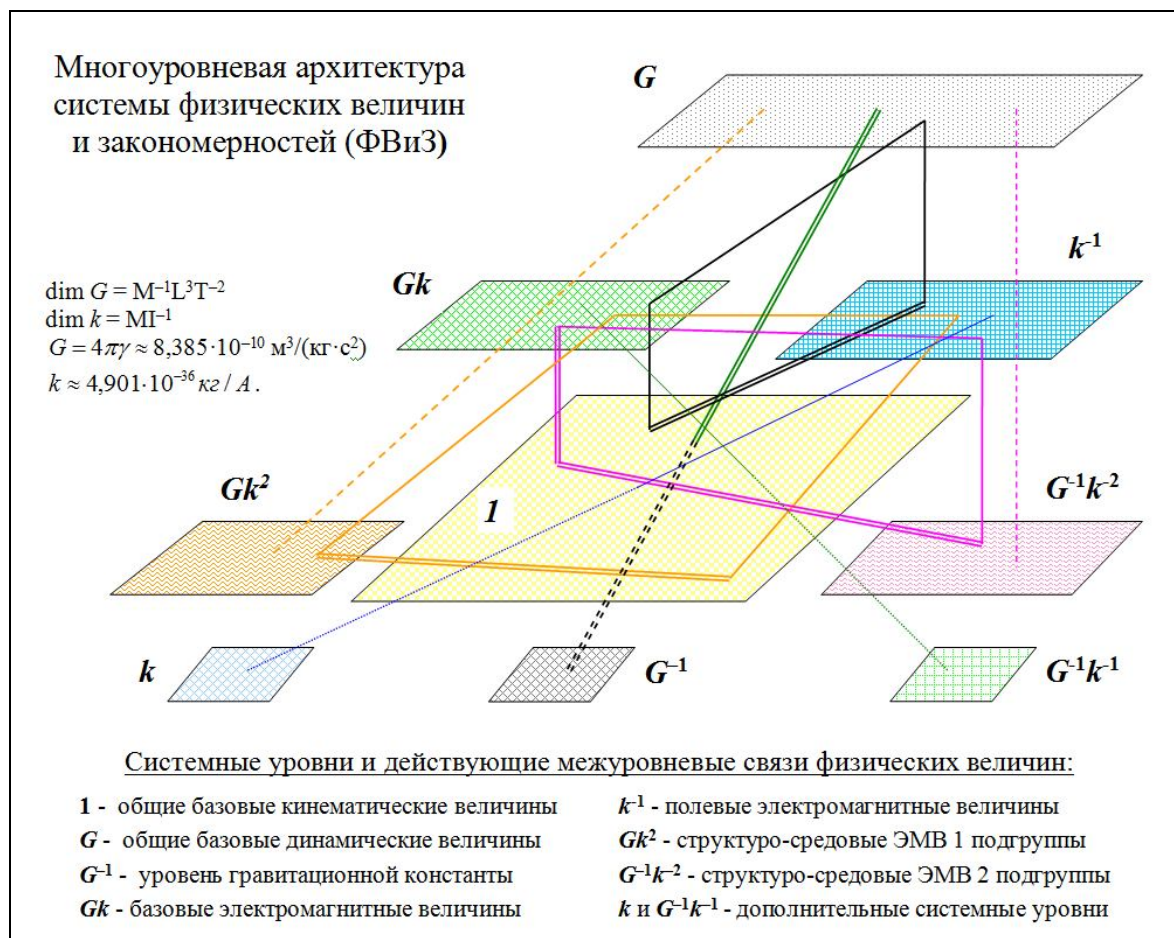 Многоуровневая архитектура
системы физических величин
и закономерностей (ФВиЗ)
G
k⁻¹
Gk
dim G = M⁻¹L³T⁻²
dim k = MI⁻¹
G = 4πγ ≈ 8,385·10⁻¹⁰ м³/(кг·с²)
k ≈ 4,901·10⁻³⁶ кг / А .
Gk²
1
G⁻¹k⁻²
k
G⁻¹
G⁻¹k⁻¹
Системные уровни и действующие межуровневые связи физических величин:
1 - общие базовые кинематические величины
G - общие базовые динамические величины
G⁻¹ - уровень гравитационной константы
Gk - базовые электромагнитные величины
k⁻¹ - полевые электромагнитные величины
Gk² - структуро-средовые ЭМВ 1 подгруппы
G⁻¹k⁻² - структуро-средовые ЭМВ 2 подгруппы
k и G⁻¹k⁻¹ - дополнительные системные уровни